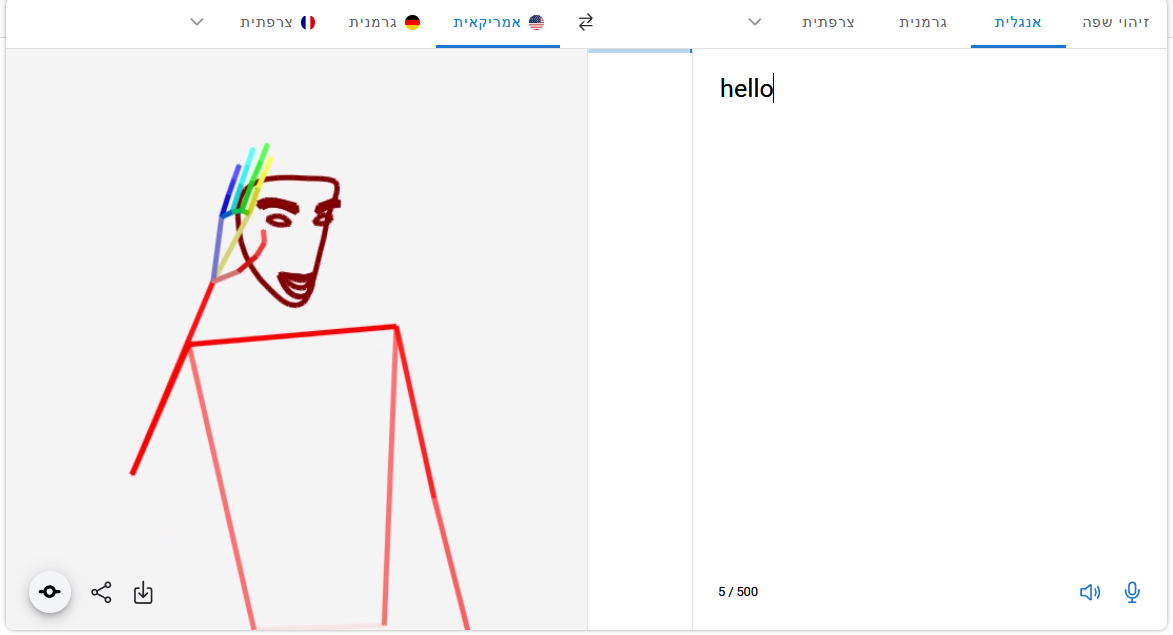 זיהוי שפה אנגלית גרמנית צרפתית
אמריקאית גרמנית צרפתית
hello
5 / 500